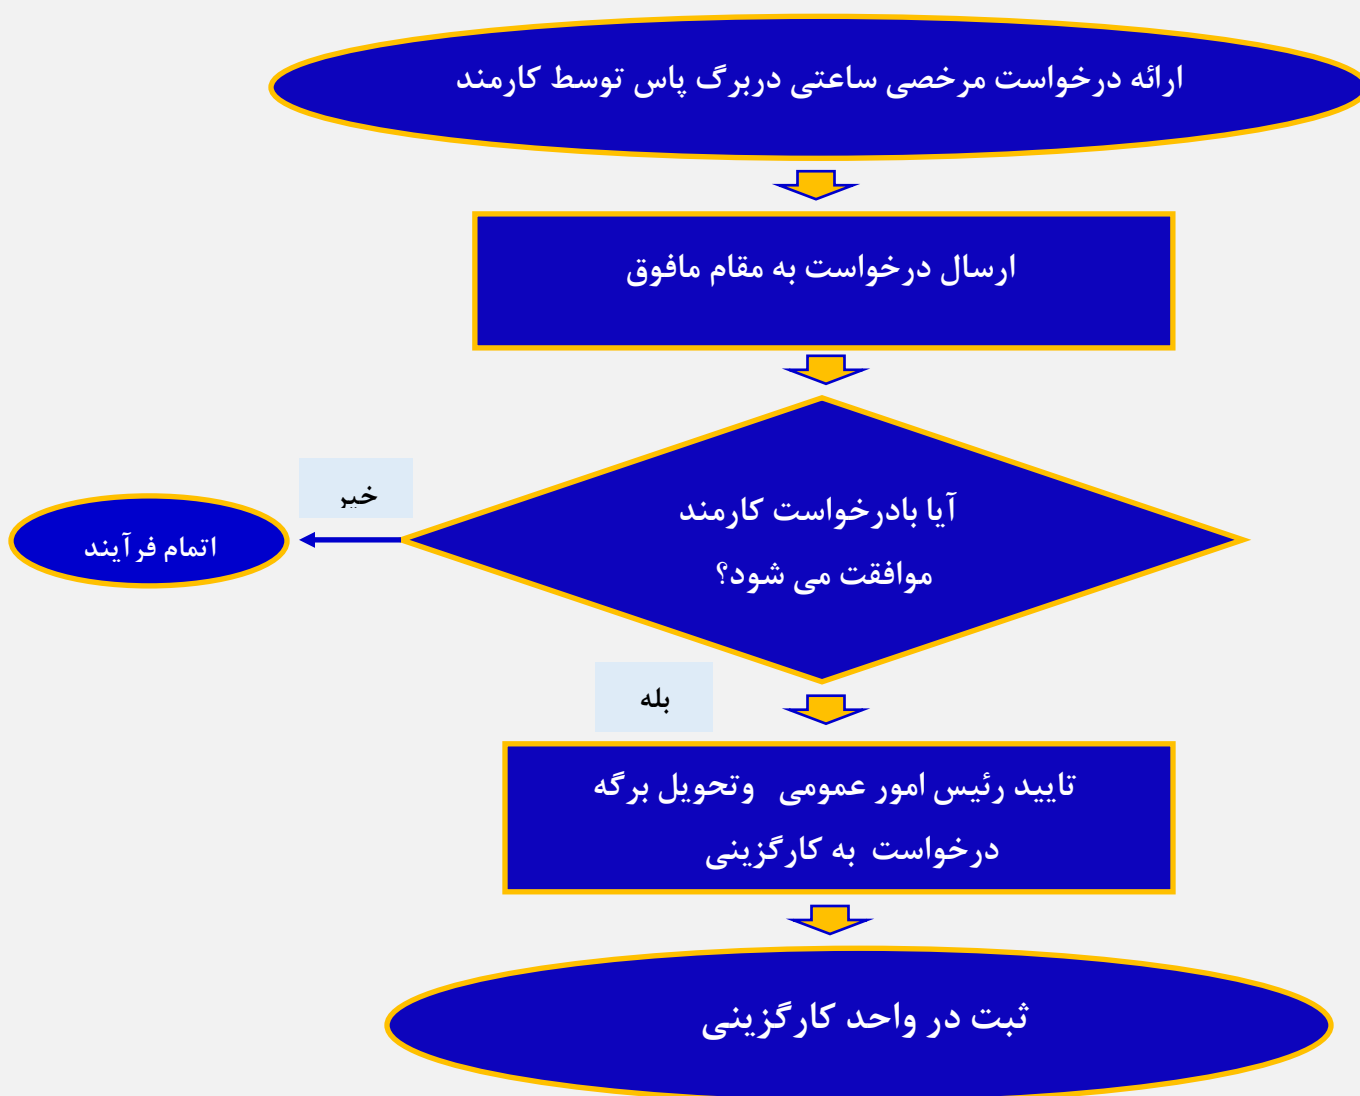 ارائه درخواست مرخصی ساعتی دربرگ پاس توسط کارمند
ارسال درخواست به مقام مافوق
آیا بادرخواست کارمند
موافقت می شود؟
خیر
اتمام فرآیند
بله
تایید رئیس امور عمومی وتحویل برگه
درخواست به کارگزینی
ثبت در واحد کارگزینی